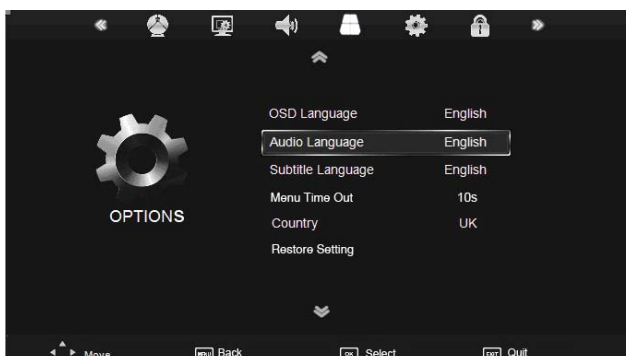 OSD Language English
Audio Language English
Subtitle Language English
Menu Time Out 10s
Country UK
Restore Setting
OPTIONS
Move MENU Back OK Select EXIT Quit